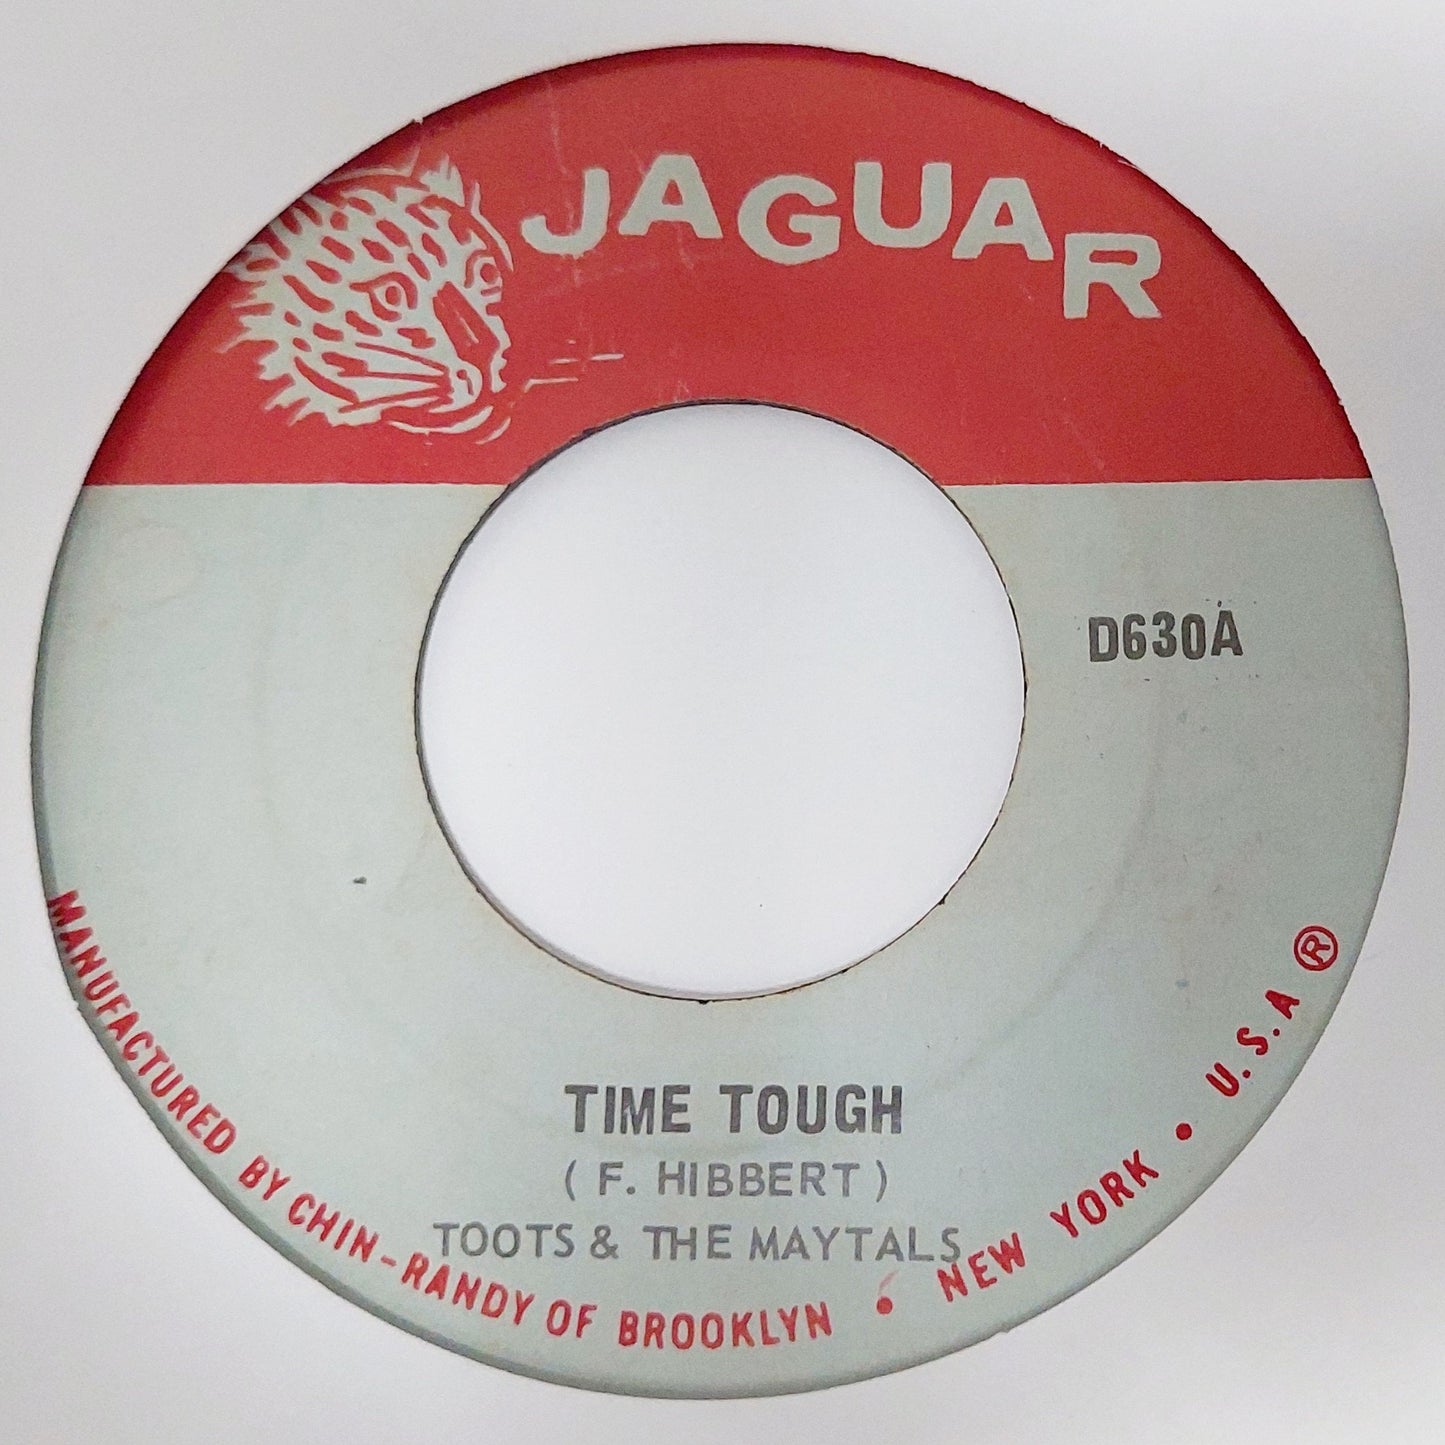 JAGUAR
D630A
TIME TOUGH
( F. HIBBERT )
TOOTS & THE MAYTALS
MANUFACTURED BY CHIN-RANDY OF BROOKLYN • NEW YORK • U.S.A ®